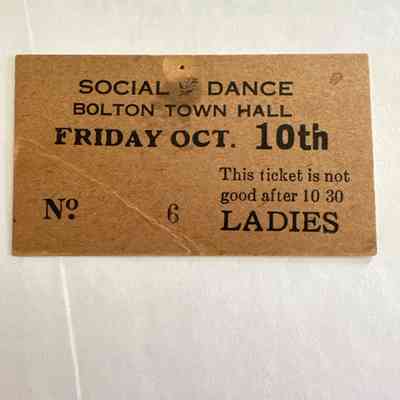 SOCIAL DANCE
BOLTON TOWN HALL
FRIDAY OCT. 10th
This ticket is not
good after 10 30
Nº 6 LADIES